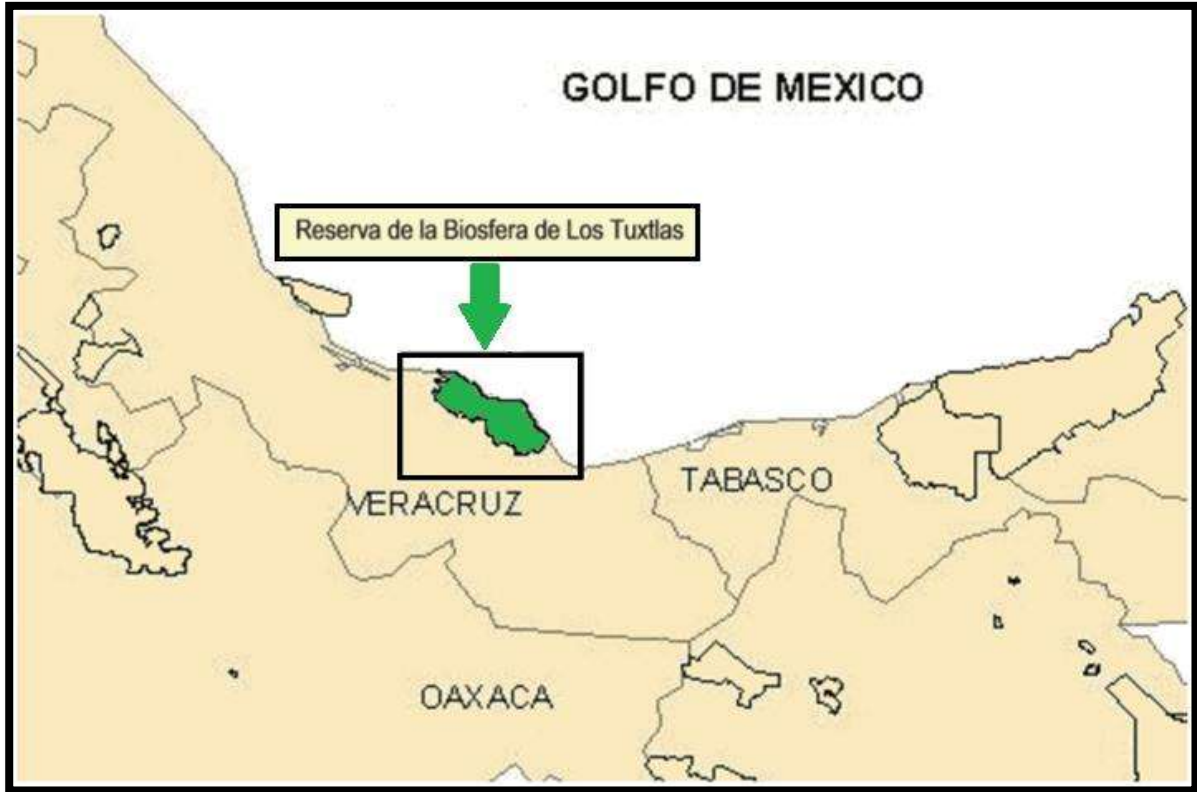 GOLFO DE MEXICO
Reserva de la Biosfera de Los Tuxtlas
TABASCO
VERACRUZ
OAXACA